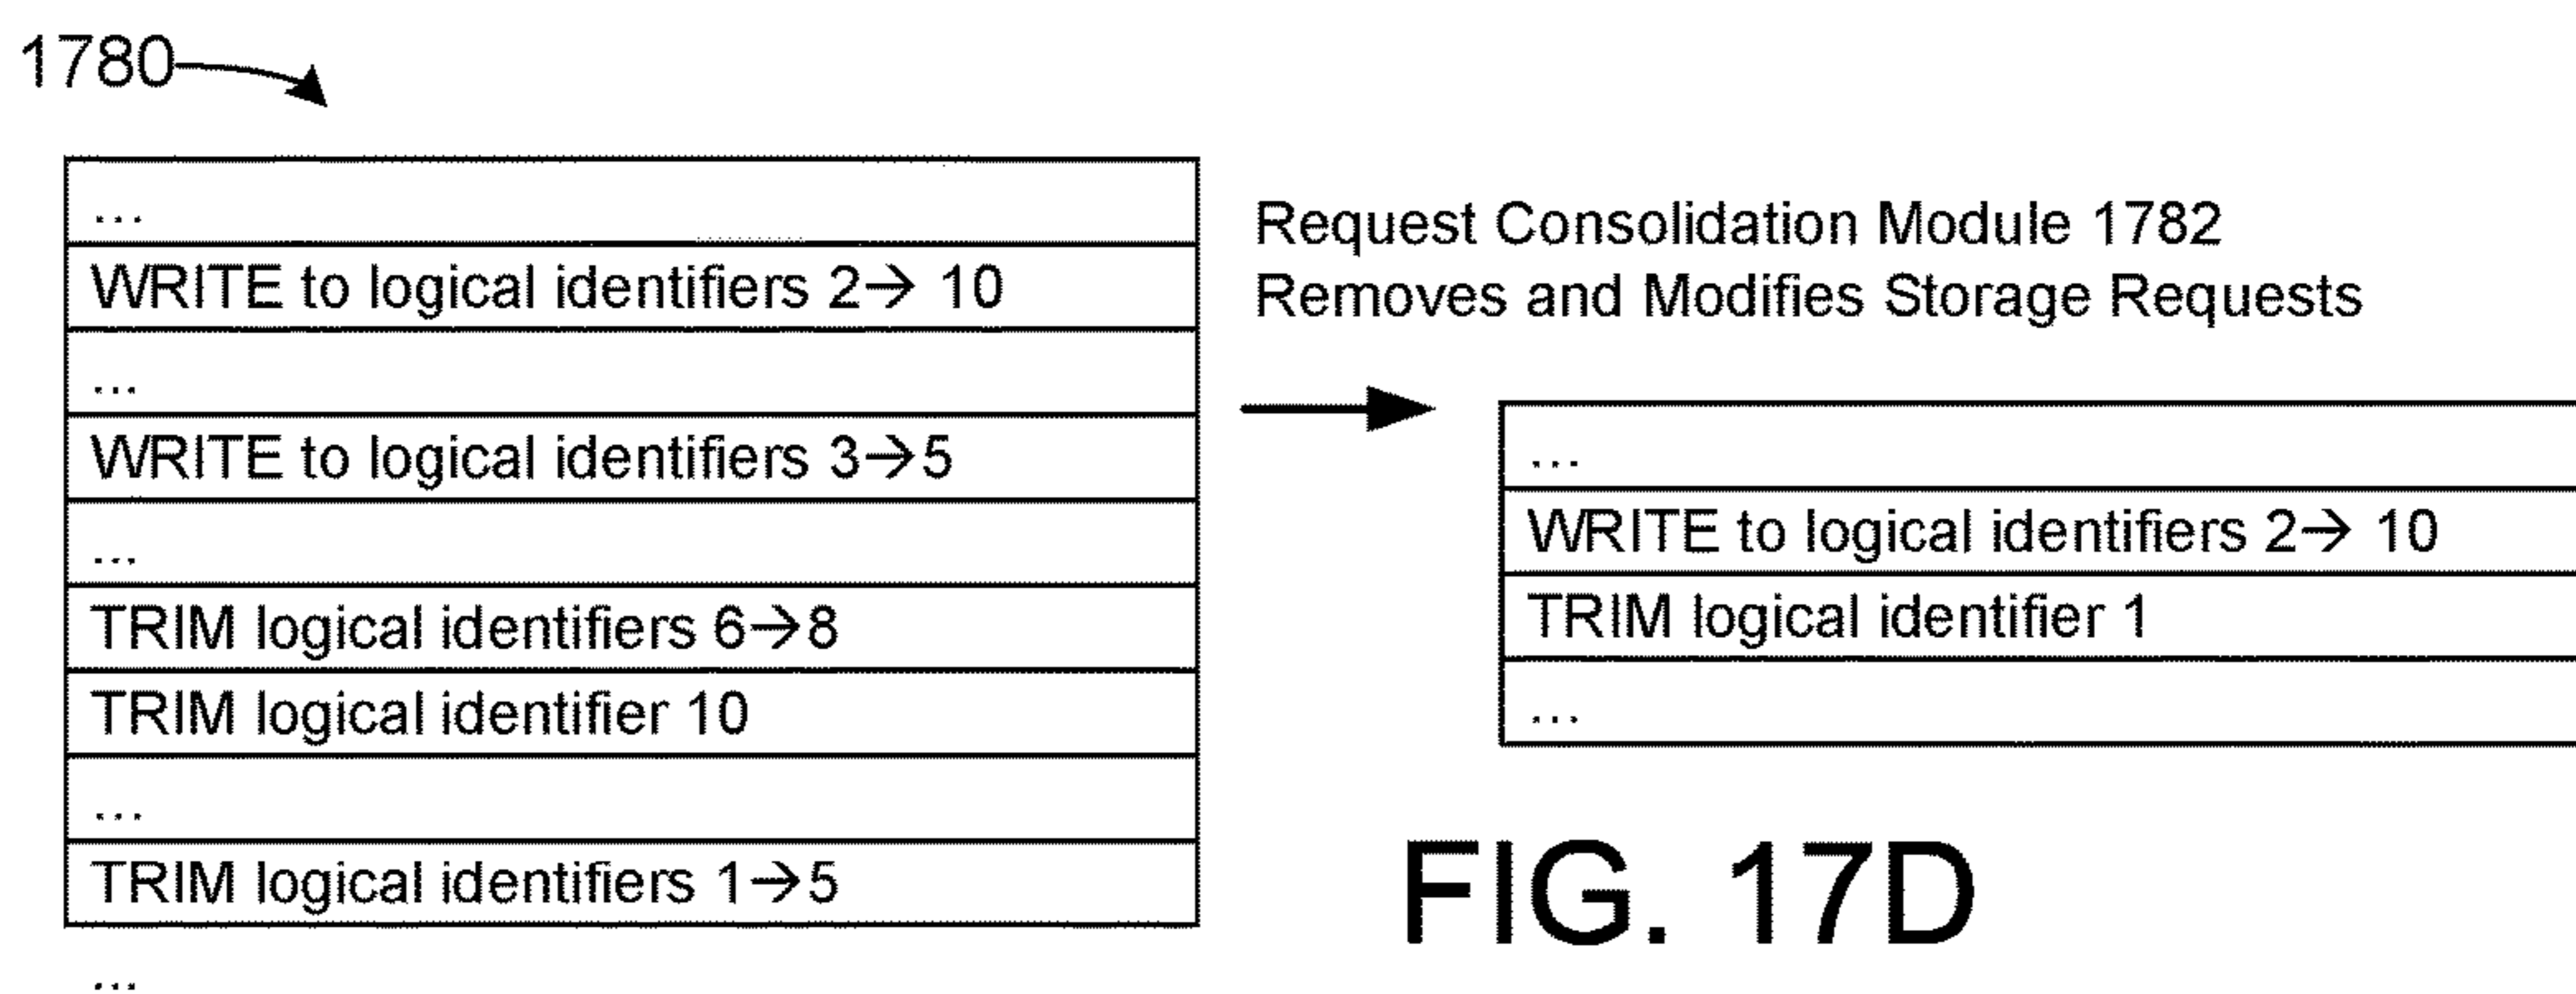 1780
...
WRITE to logical identifiers 2→ 10
...
WRITE to logical identifiers 3→5
...
TRIM logical identifiers 6→8
TRIM logical identifier 10
...
TRIM logical identifiers 1→5
...
Request Consolidation Module 1782
Removes and Modifies Storage Requests
...
WRITE to logical identifiers 2→ 10
TRIM logical identifier 1
...
FIG. 17D